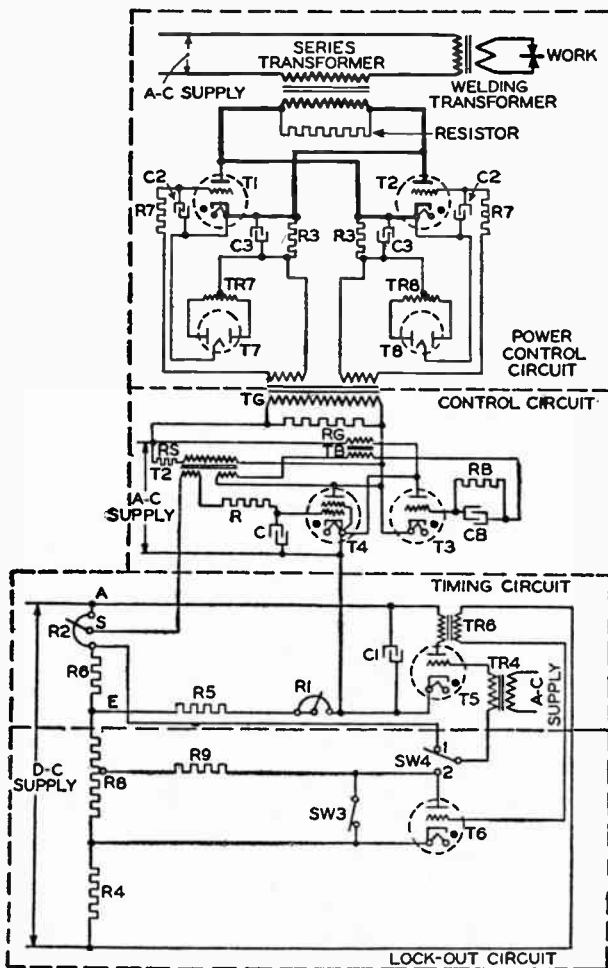 SERIES
TRANSFORMER
WORK
A-C SUPPLY
WELDING
TRANSFORMER
RESISTOR
C2
T1
T2
C2
R7
R7
C3
R3
R3
C3
TR7
TR8
T7
T8
POWER
CONTROL
CIRCUIT
TG
CONTROL CIRCUIT
RG
RS
T2
TB
RB
A-C
SUPPLY
R
C
T4
T3
CB
TIMING CIRCUIT
A
R2
S
TR6
C1
R6
TR4
A-C
SUPPLY
E
R5
R1
T5
D-C
SUPPLY
R8
R9
SW4
1
2
SW3
T6
R4
LOCK-OUT CIRCUIT